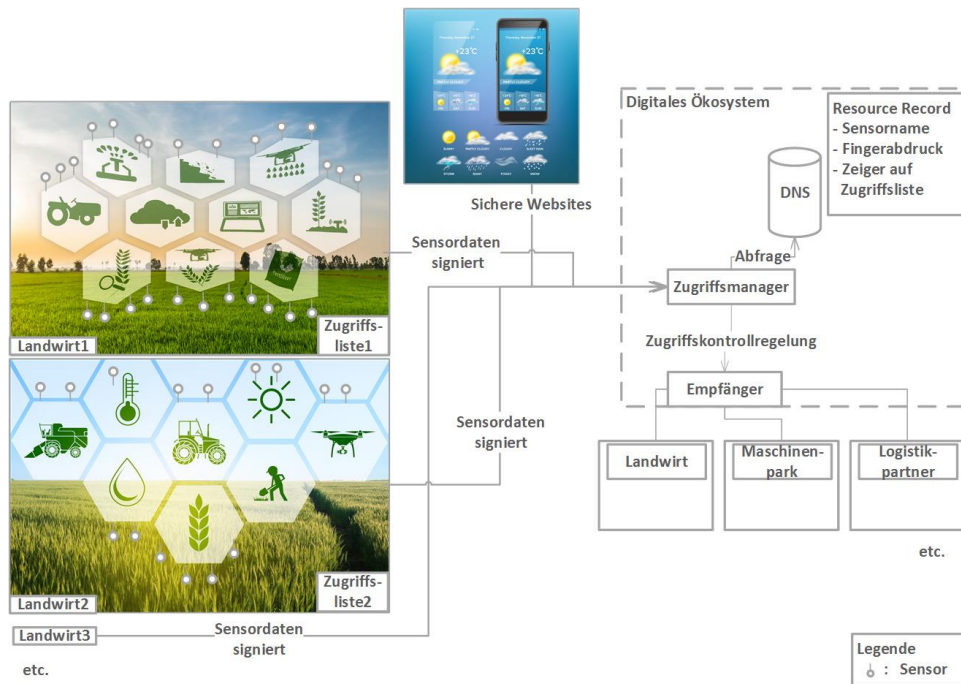 +23°C
+23°C
Sichere Websites
Digitales Ökosystem
Resource Record
- Sensorname
- Fingerabdruck
- Zeiger auf
Zugriffsliste
DNS
Abfrage
Zugriffsmanager
Zugriffskontrollregelung
Empfänger
Landwirt
Maschinen-
park
Logistik-
partner
etc.
Sensordaten
signiert
Landwirt1
Zugriffs-
liste1
Sensordaten
signiert
Landwirt2
Zugriffs-
liste2
Landwirt3
Sensordaten
signiert
etc.
Legende
: Sensor